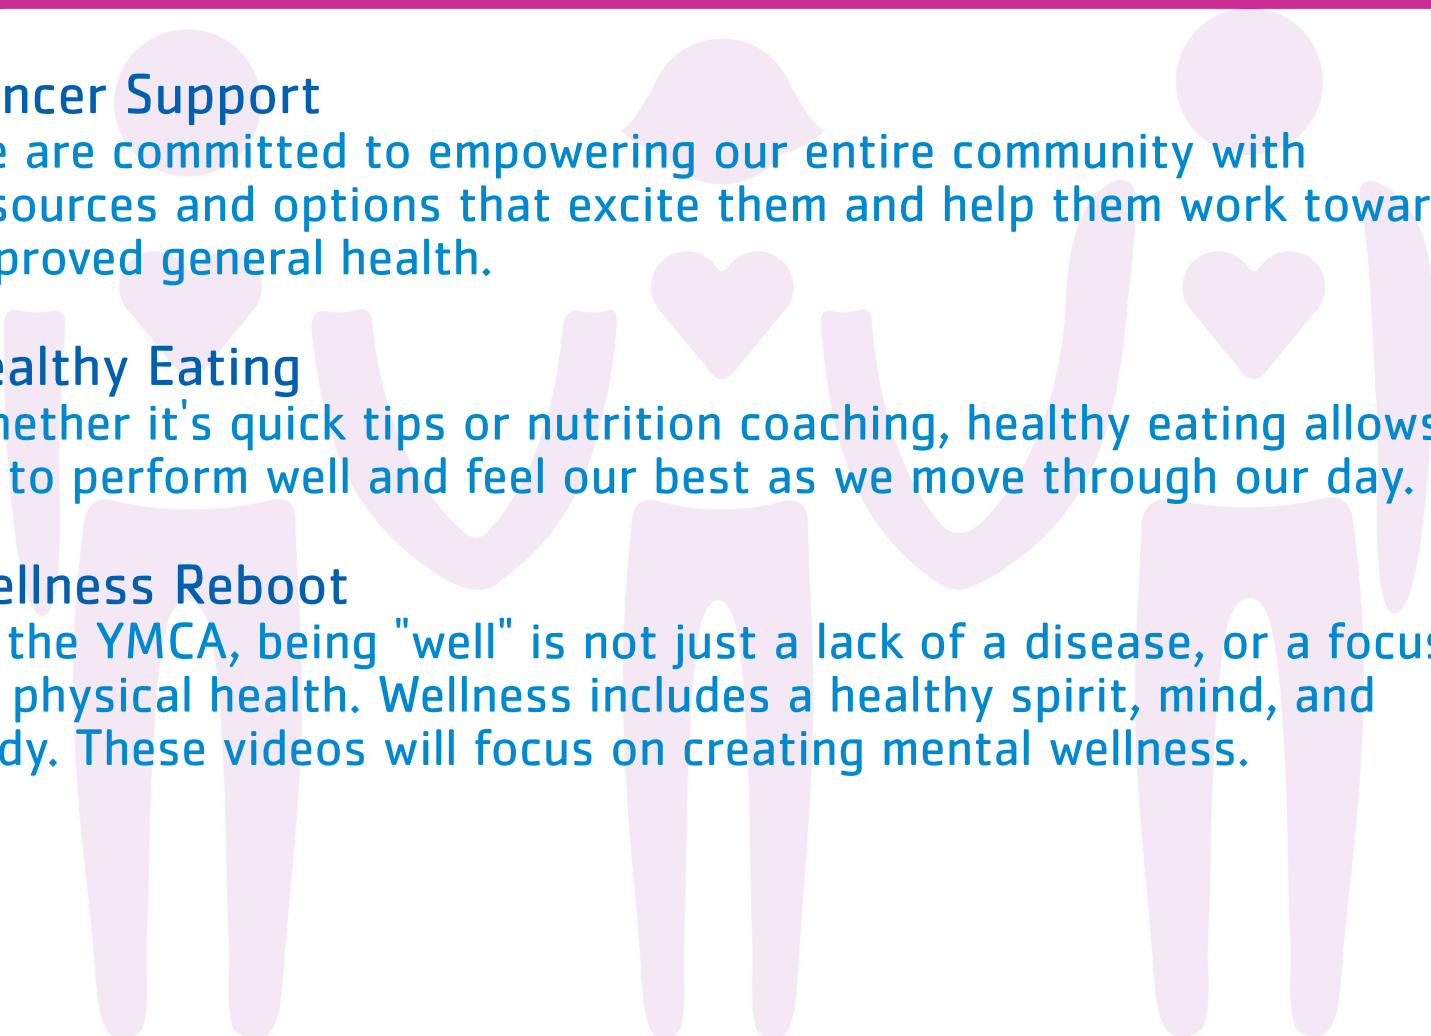 ncer Support
e are committed to empowering our entire community with
sources and options that excite them and help them work towar
proved general health.
ealthy Eating
hether it's quick tips or nutrition coaching, healthy eating allows
to perform well and feel our best as we move through our day.
ellness Reboot
the YMCA, being "well" is not just a lack of a disease, or a focus
physical health. Wellness includes a healthy spirit, mind, and
dy. These videos will focus on creating mental wellness.